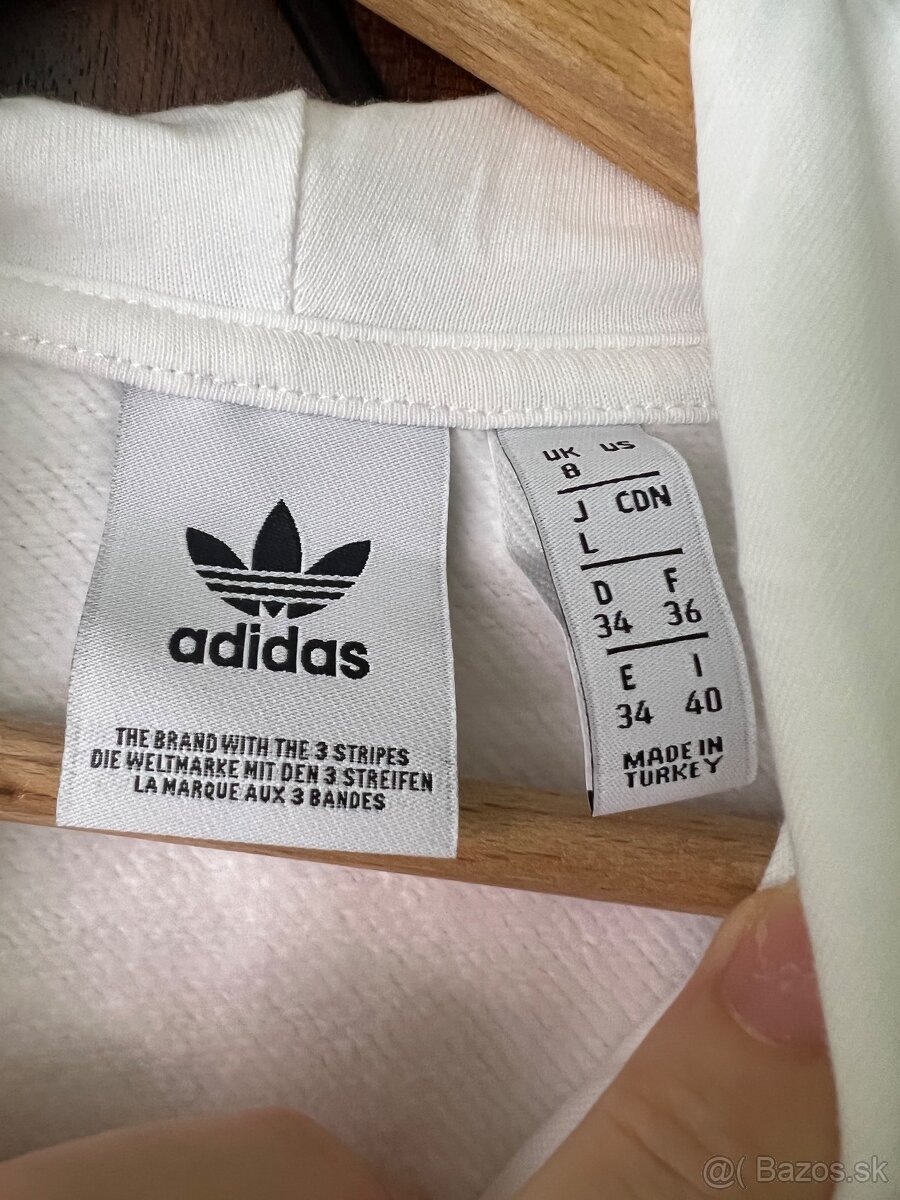 adidas
THE BRAND WITH THE 3 STRIPES
DIE WELTMARKE MIT DEN 3 STREIFEN
LA MARQUE AUX 3 BANDES
UK US
8
J CDN
L
D F
34 36
E I
34 40
MADE IN
TURKEY
@( Bazos.sk